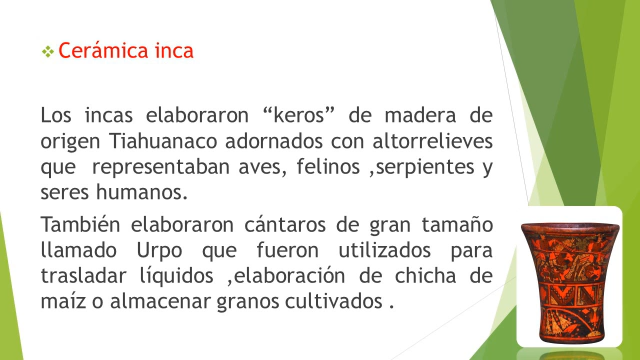 Cerámica inca
Los incas elaboraron “keros” de madera de
origen Tiahuanaco adornados con altorrelieves
que representaban aves, felinos ,serpientes y
seres humanos.
También elaboraron cántaros de gran tamaño
llamado Urpo que fueron utilizados para
trasladar líquidos ,elaboración de chicha de
maíz o almacenar granos cultivados .